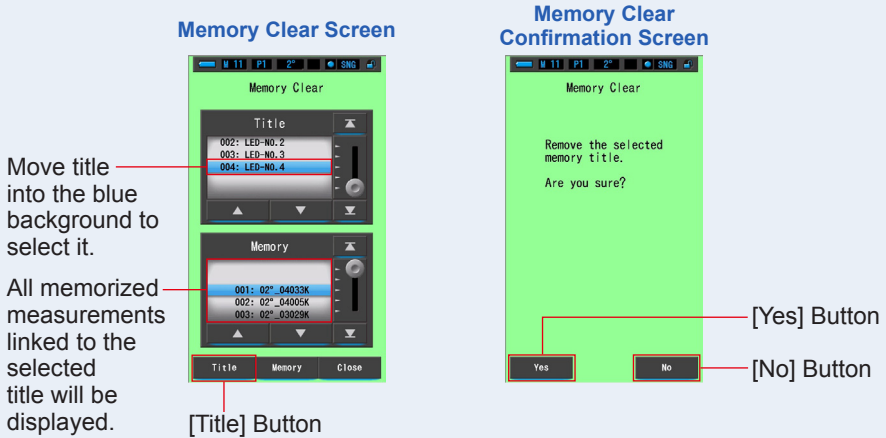 Memory Clear Screen
Memory Clear
Confirmation Screen
M 11 P1 2° SNG
Memory Clear
Title
002: LED-NO.2
003: LED-NO.3
004: LED-NO.4
Memory
001: 02°_04033K
002: 02°_04005K
003: 02°_03029K
Title Memory Close
M 11 P1 2° SNG
Memory Clear
Remove the selected
memory title.
Are you sure?
Yes No
Move title
into the blue
background to
select it.
All memorized
measurements
linked to the
selected
title will be
displayed.
[Title] Button
[Yes] Button
[No] Button